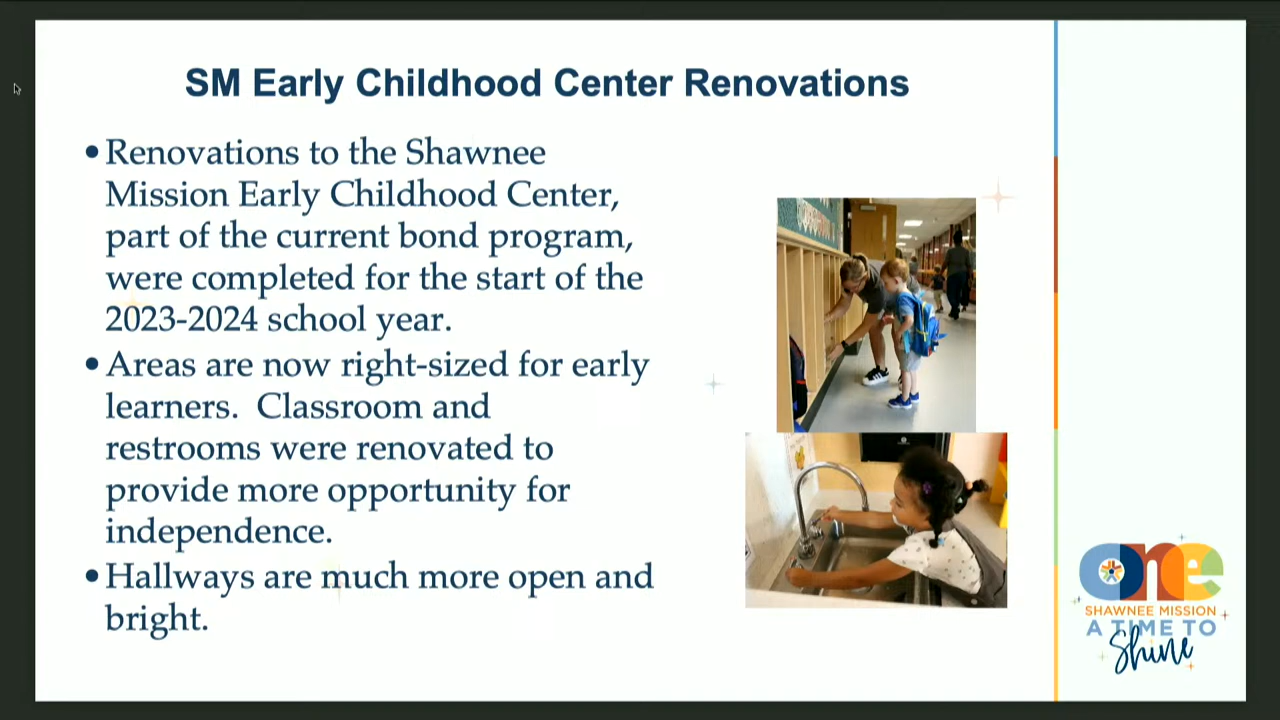 SM Early Childhood Center Renovations
•Renovations to the Shawnee
Mission Early Childhood Center,
part of the current bond program,
were completed for the start of the
2023-2024 school year.
•Areas are now right-sized for early
learners.  Classroom and
restrooms were renovated to
provide more opportunity for
independence.
•Hallways are much more open and
bright.
one
SHAWNEE MISSION
A TIME TO
Shine